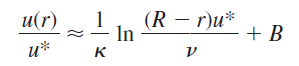 u(r)/u* ≈ 1/κ ln (R − r)u*/ν + B